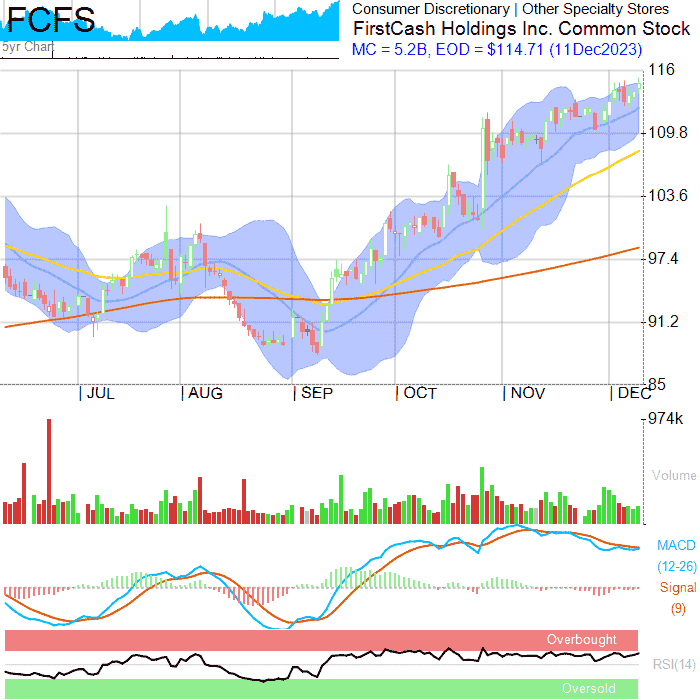 FCFS
5yr Chart
Consumer Discretionary | Other Specialty Stores
FirstCash Holdings Inc. Common Stock
MC = 5.2B, EOD = $114.71 (11Dec2023)
116
109.8
103.6
97.4
91.2
85
JUL
AUG
SEP
OCT
NOV
DEC
974k
Volume
MACD
(12-26)
Signal
(9)
Overbought
RSI(14)
Oversold